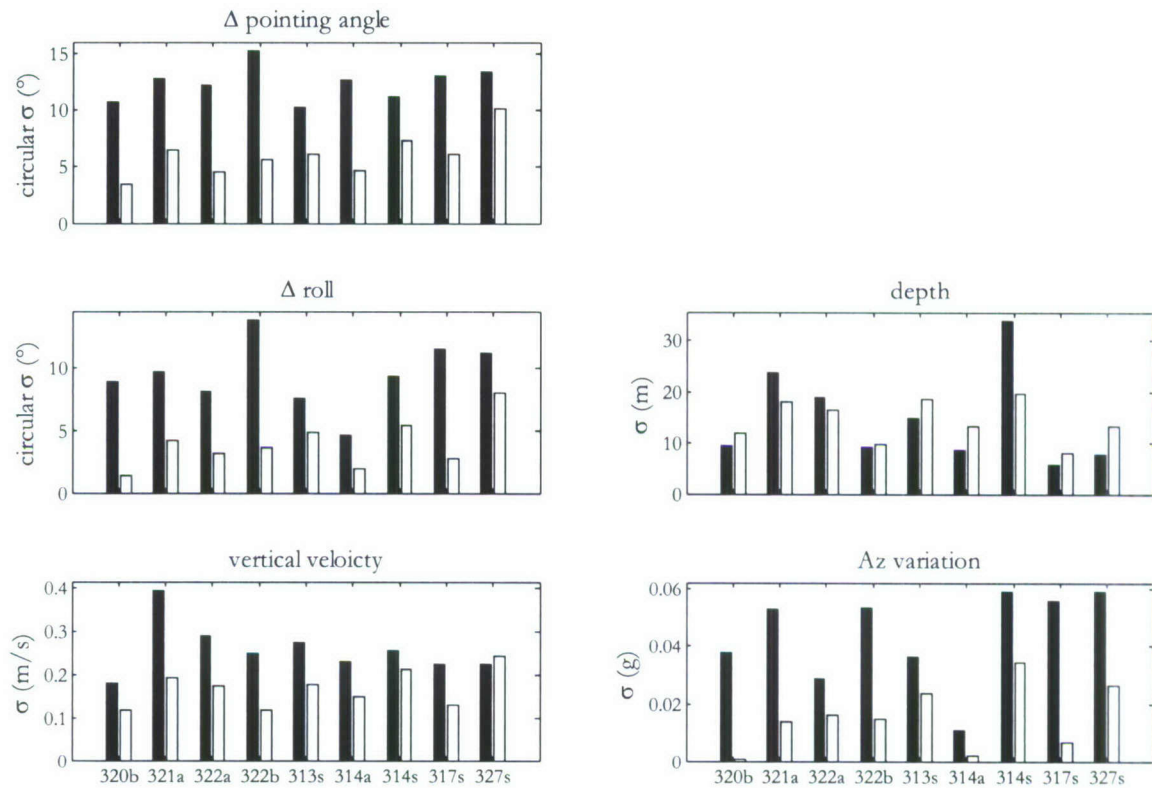 Δ pointing angle
circular σ (°)
15
10
5
0
Δ roll
circular σ (°)
10
5
0
depth
σ (m)
30
20
10
0
vertical veloicty
σ (m/s)
0.4
0.3
0.2
0.1
0
320b 321a 322a 322b 313s 314a 314s 317s 327s
Az variation
σ (g)
0.06
0.04
0.02
0
320b 321a 322a 322b 313s 314a 314s 317s 327s